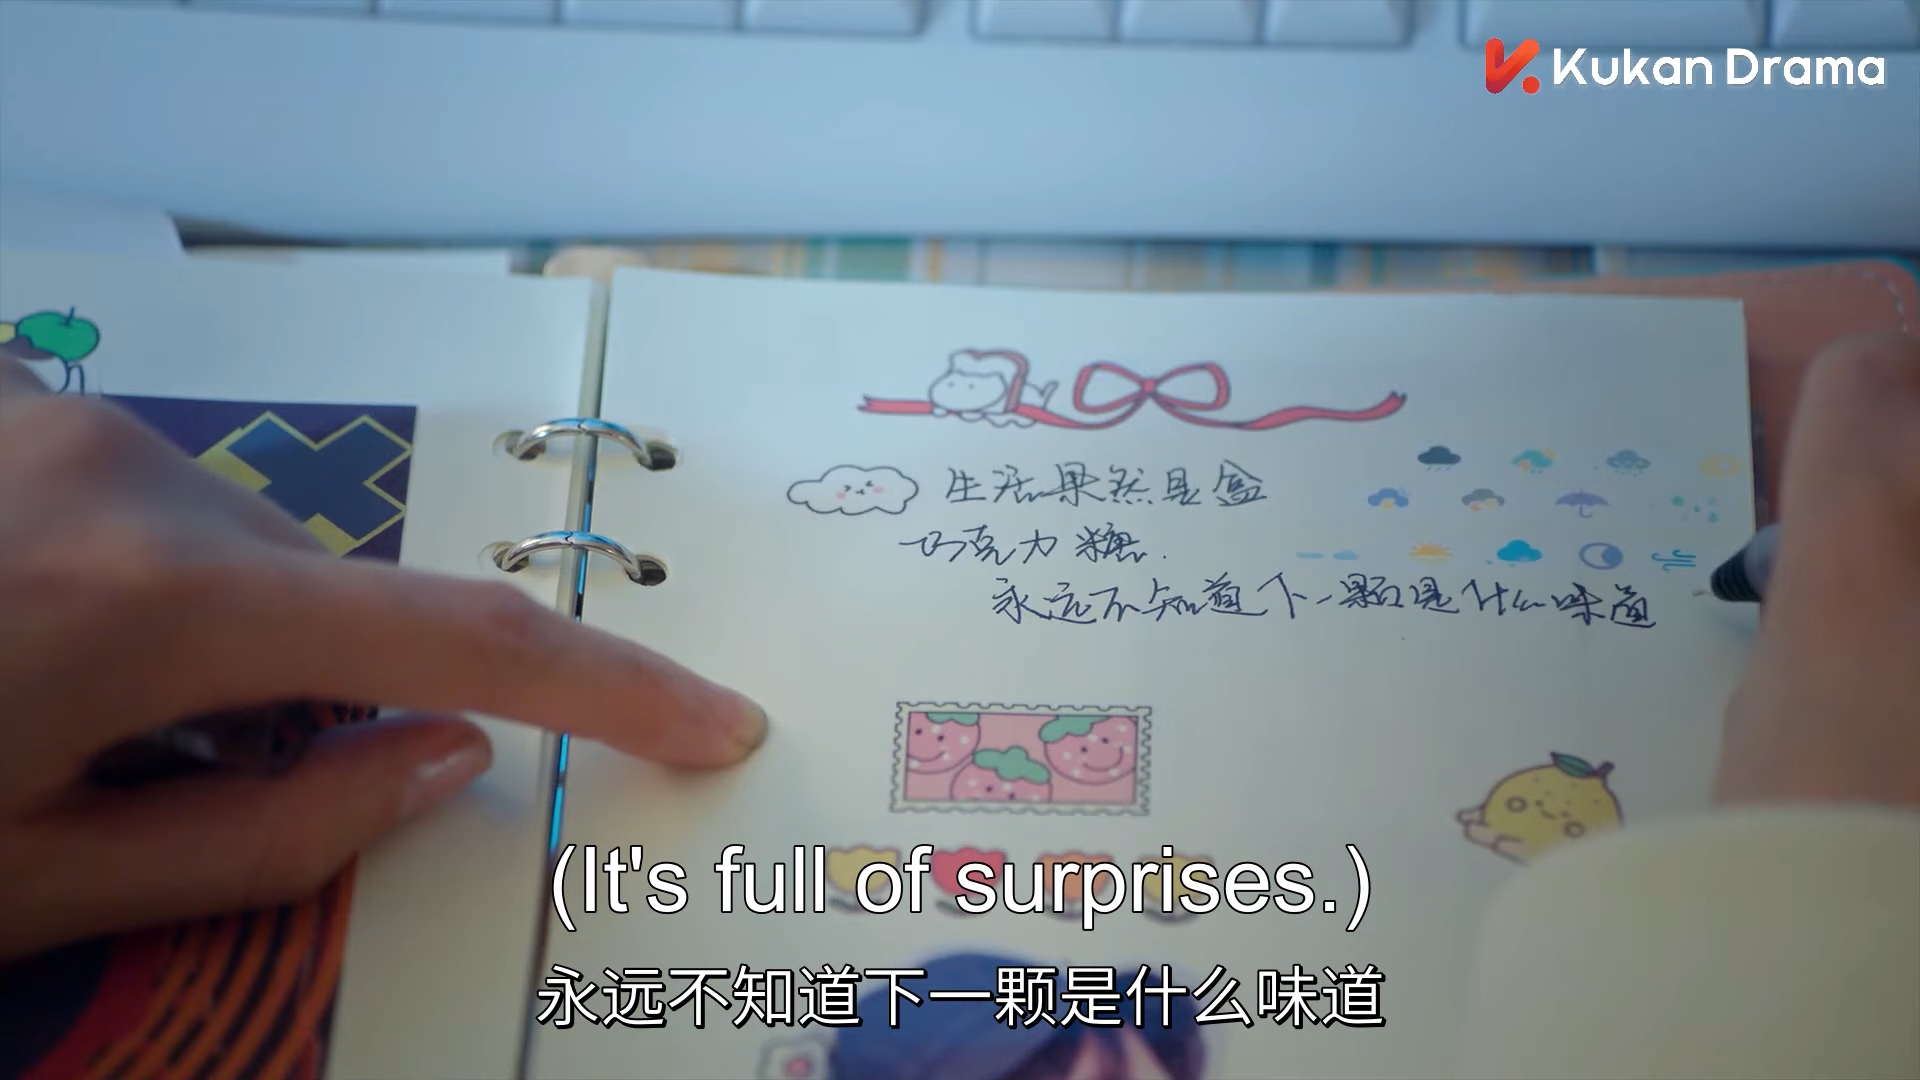 Kukan Drama
生活果然是盒
巧克力糖.
永远不知道下一颗是什么味道
(It's full of surprises.)
永远不知道下一颗是什么味道